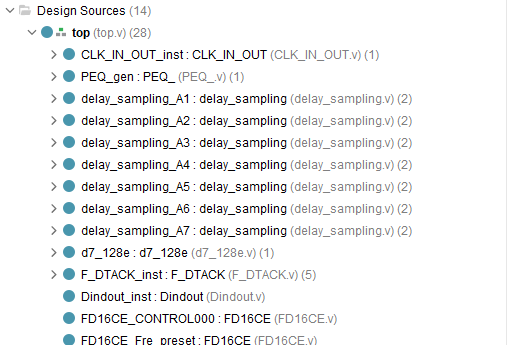 Design Sources (14)
top (top.v) (28)
CLK_IN_OUT_inst : CLK_IN_OUT (CLK_IN_OUT.v) (1)
PEQ_gen : PEQ_ (PEQ_.v) (1)
delay_sampling_A1 : delay_sampling (delay_sampling.v) (2)
delay_sampling_A2 : delay_sampling (delay_sampling.v) (2)
delay_sampling_A3 : delay_sampling (delay_sampling.v) (2)
delay_sampling_A4 : delay_sampling (delay_sampling.v) (2)
delay_sampling_A5 : delay_sampling (delay_sampling.v) (2)
delay_sampling_A6 : delay_sampling (delay_sampling.v) (2)
delay_sampling_A7 : delay_sampling (delay_sampling.v) (2)
d7_128e : d7_128e (d7_128e.v) (1)
F_DTACK_inst : F_DTACK (F_DTACK.v) (5)
Dindout_inst : Dindout (Dindout.v)
FD16CE_CONTROL000 : FD16CE (FD16CE.v)
FD16CE_Fre_preset : FD16CE (FD16CE.v)